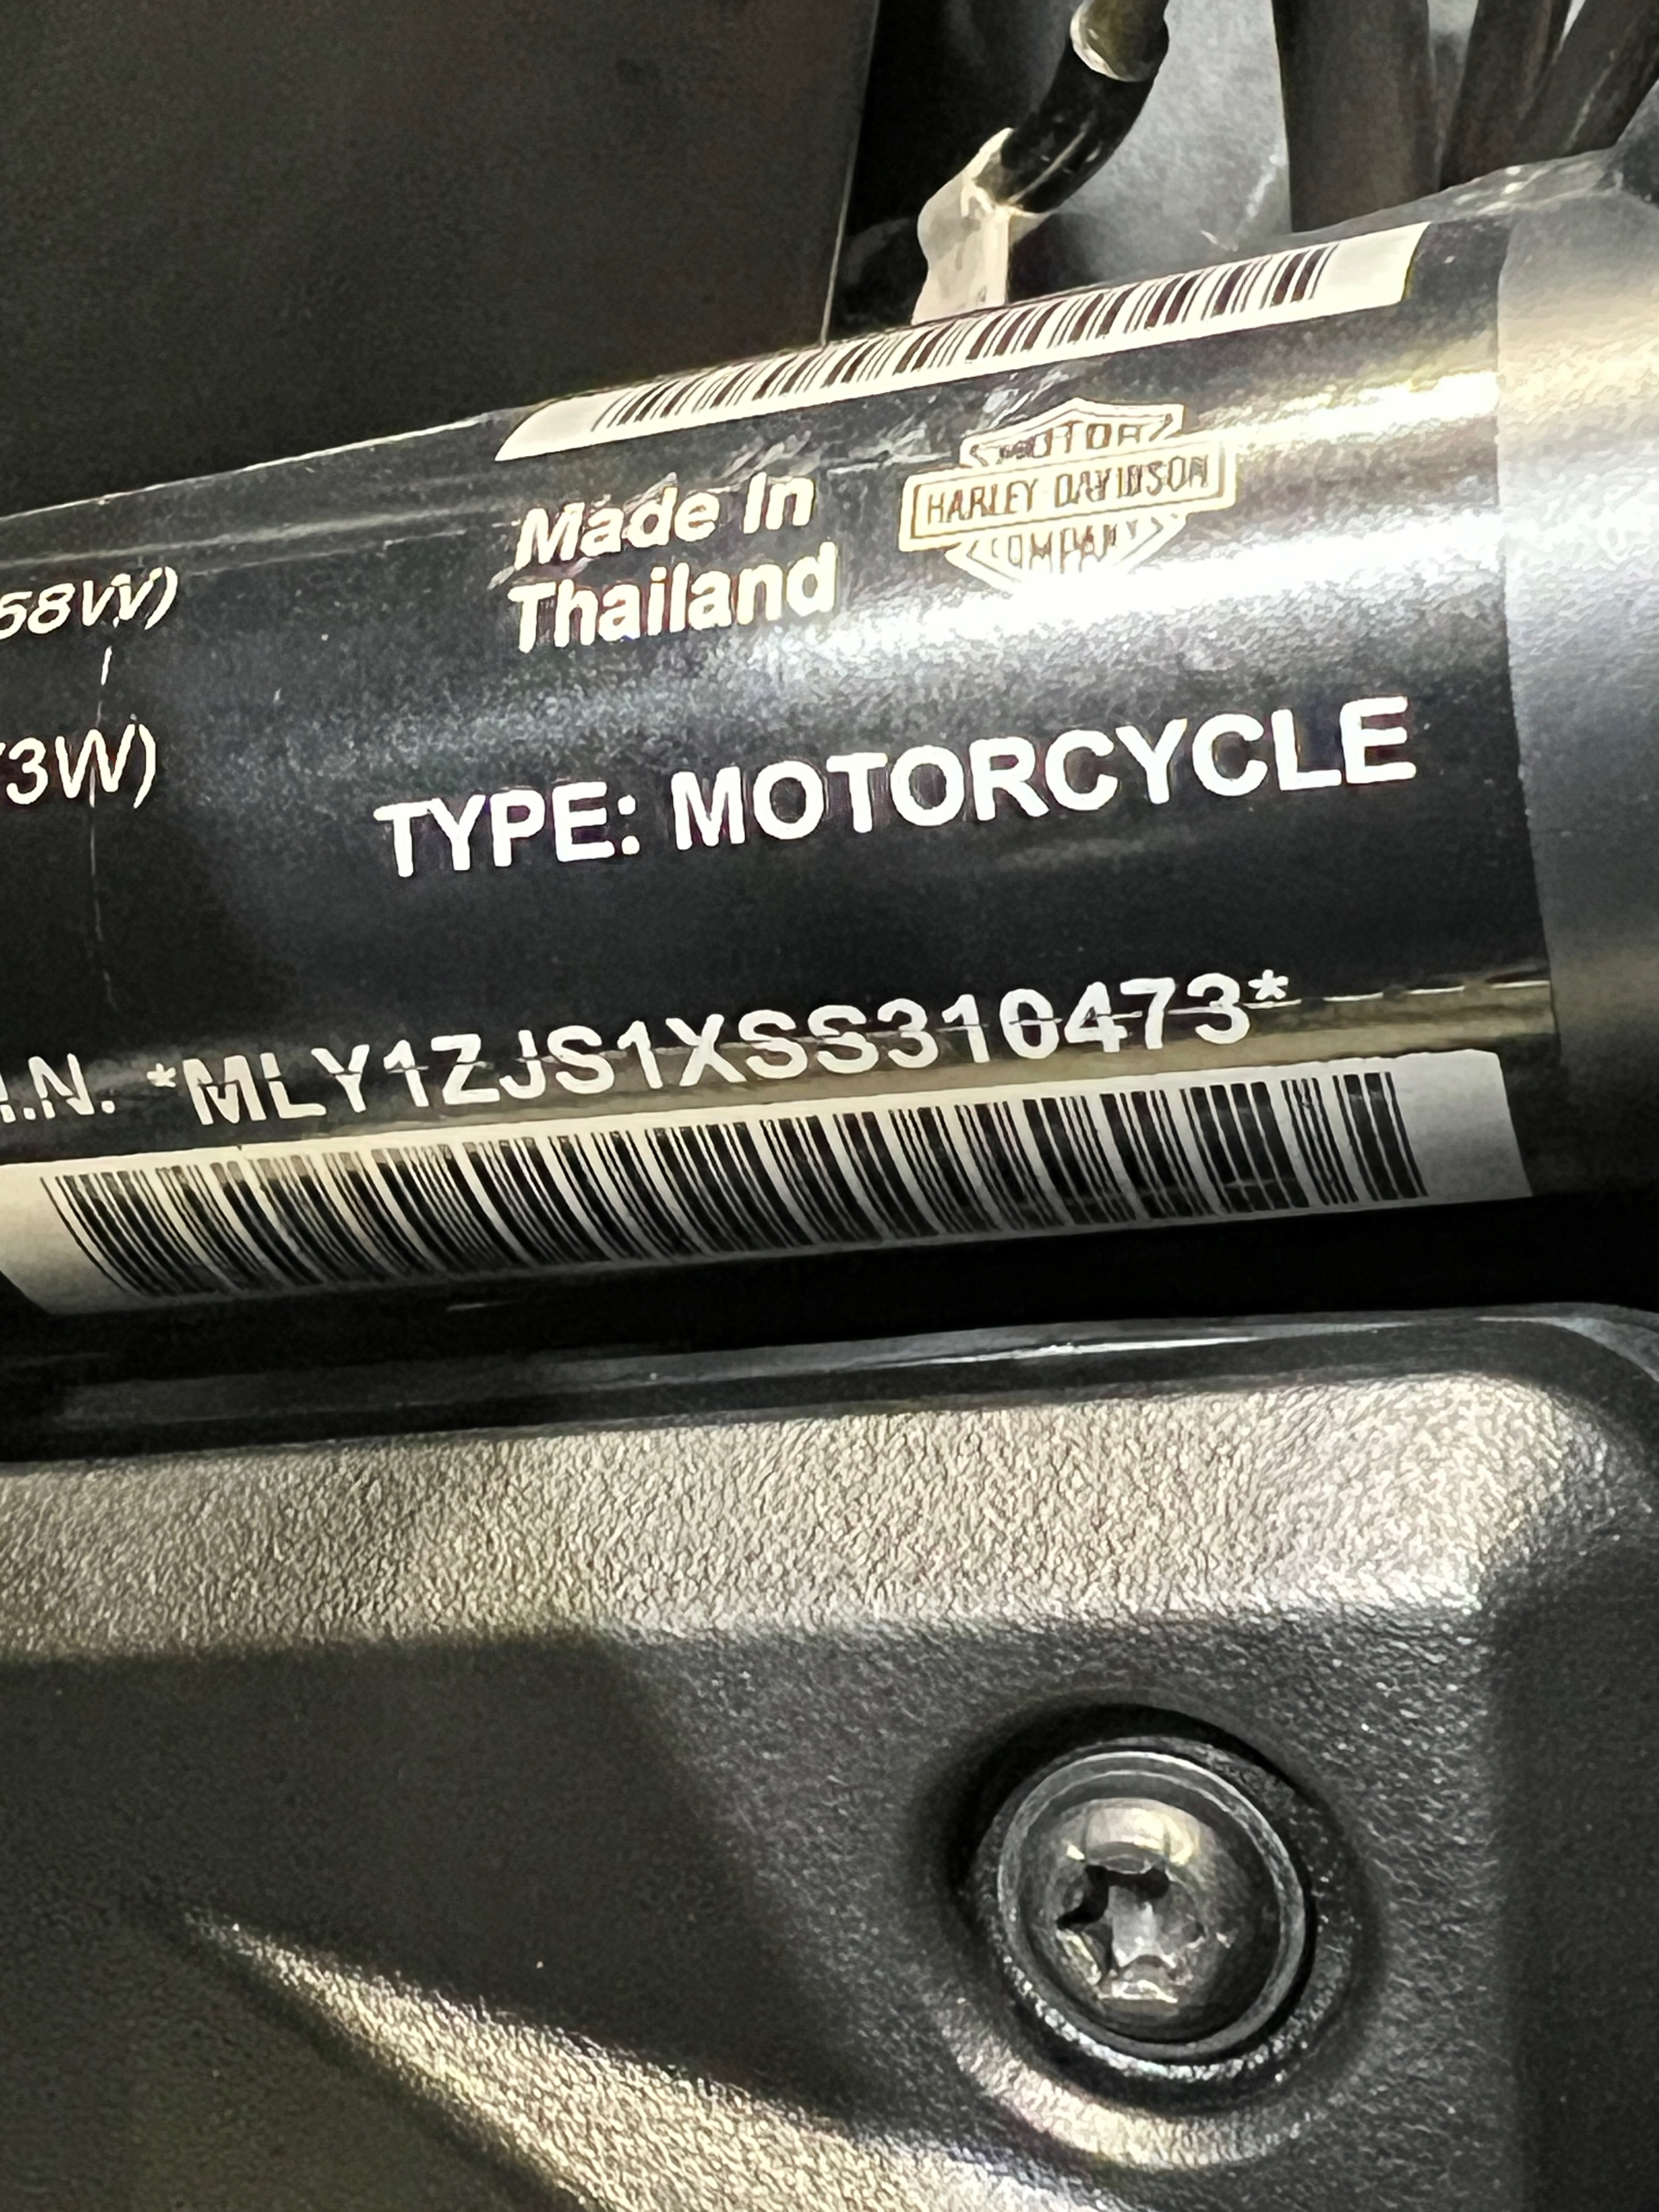 58W)
Made In
Thailand
MOTOR
HARLEY-DAVIDSON
COMPANY
3W)
TYPE: MOTORCYCLE
.I.N. *MLY1ZJS1XSS310473*